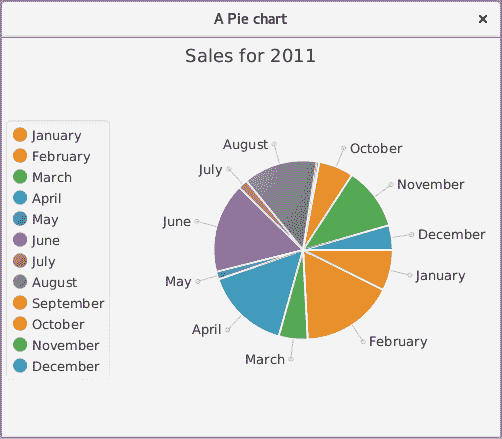 A Pie chart
Sales for 2011
January
February
March
April
May
June
July
August
September
October
November
December
August
October
July
November
June
December
May
January
April
February
March